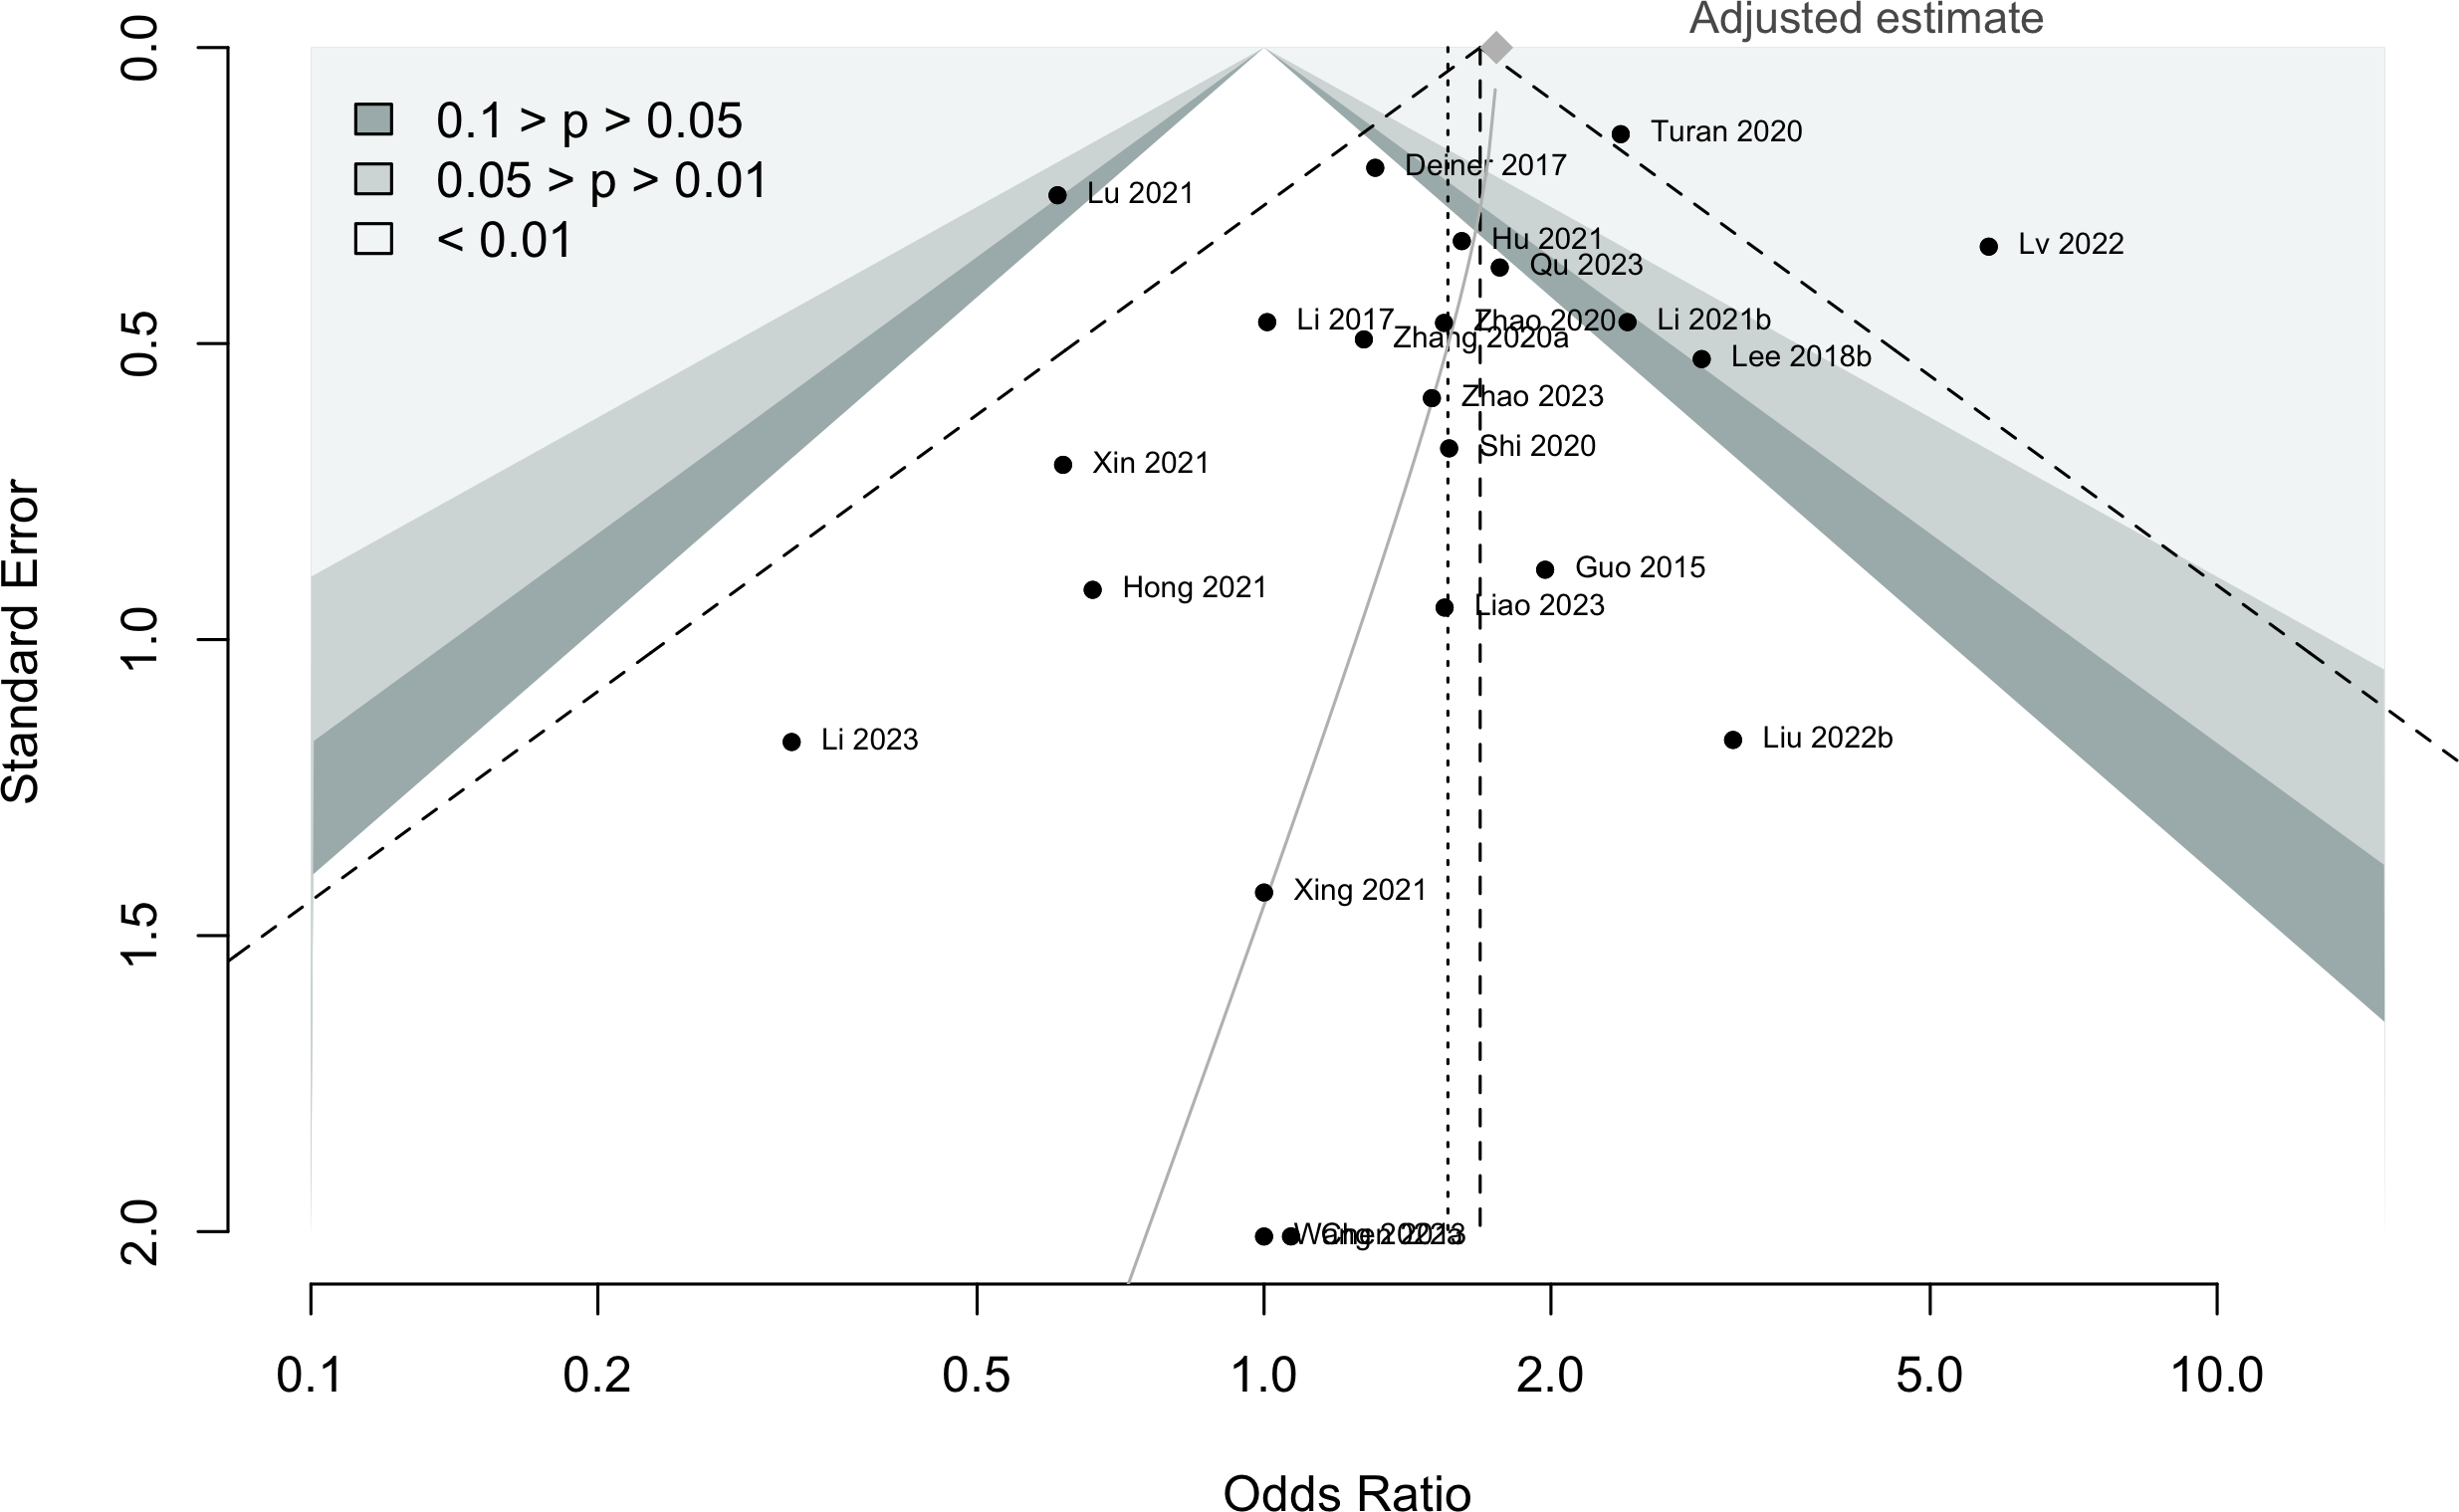 Adjusted estimate
0.1 > p > 0.05
0.05 > p > 0.01
< 0.01
Turan 2020
Deiner 2017
Lu 2021
Hu 2021
Lv 2022
Qu 2023
Li 2017
Zhao 2020
Li 2021b
Zhang 2020a
Lee 2018b
Zhao 2023
Shi 2020
Xin 2021
Guo 2015
Hong 2021
Liao 2023
Li 2023
Liu 2022b
Xing 2021
Standard Error
0.0
0.5
1.0
1.5
2.0
0.1
0.2
0.5
1.0
2.0
5.0
10.0
Odds Ratio